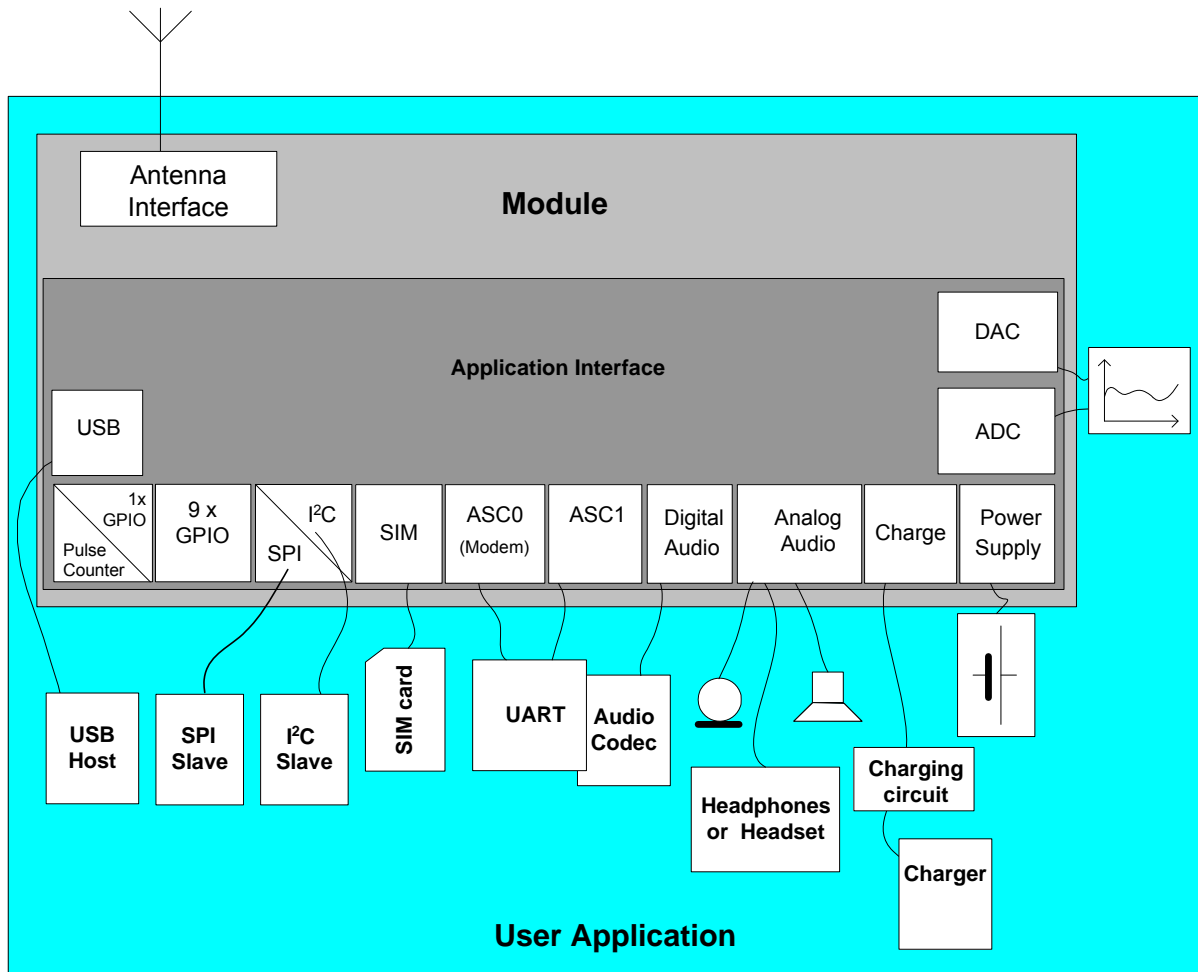 Antenna
Interface
Module
DAC
Application Interface
USB
ADC
1x
GPIO
Pulse
Counter
9 x
GPIO
I²C
SPI
SIM
ASC0
(Modem)
ASC1
Digital
Audio
Analog
Audio
Charge
Power
Supply
USB
Host
SPI
Slave
I²C
Slave
SIM card
UART
Audio
Codec
Headphones
or Headset
Charging
circuit
Charger
User Application